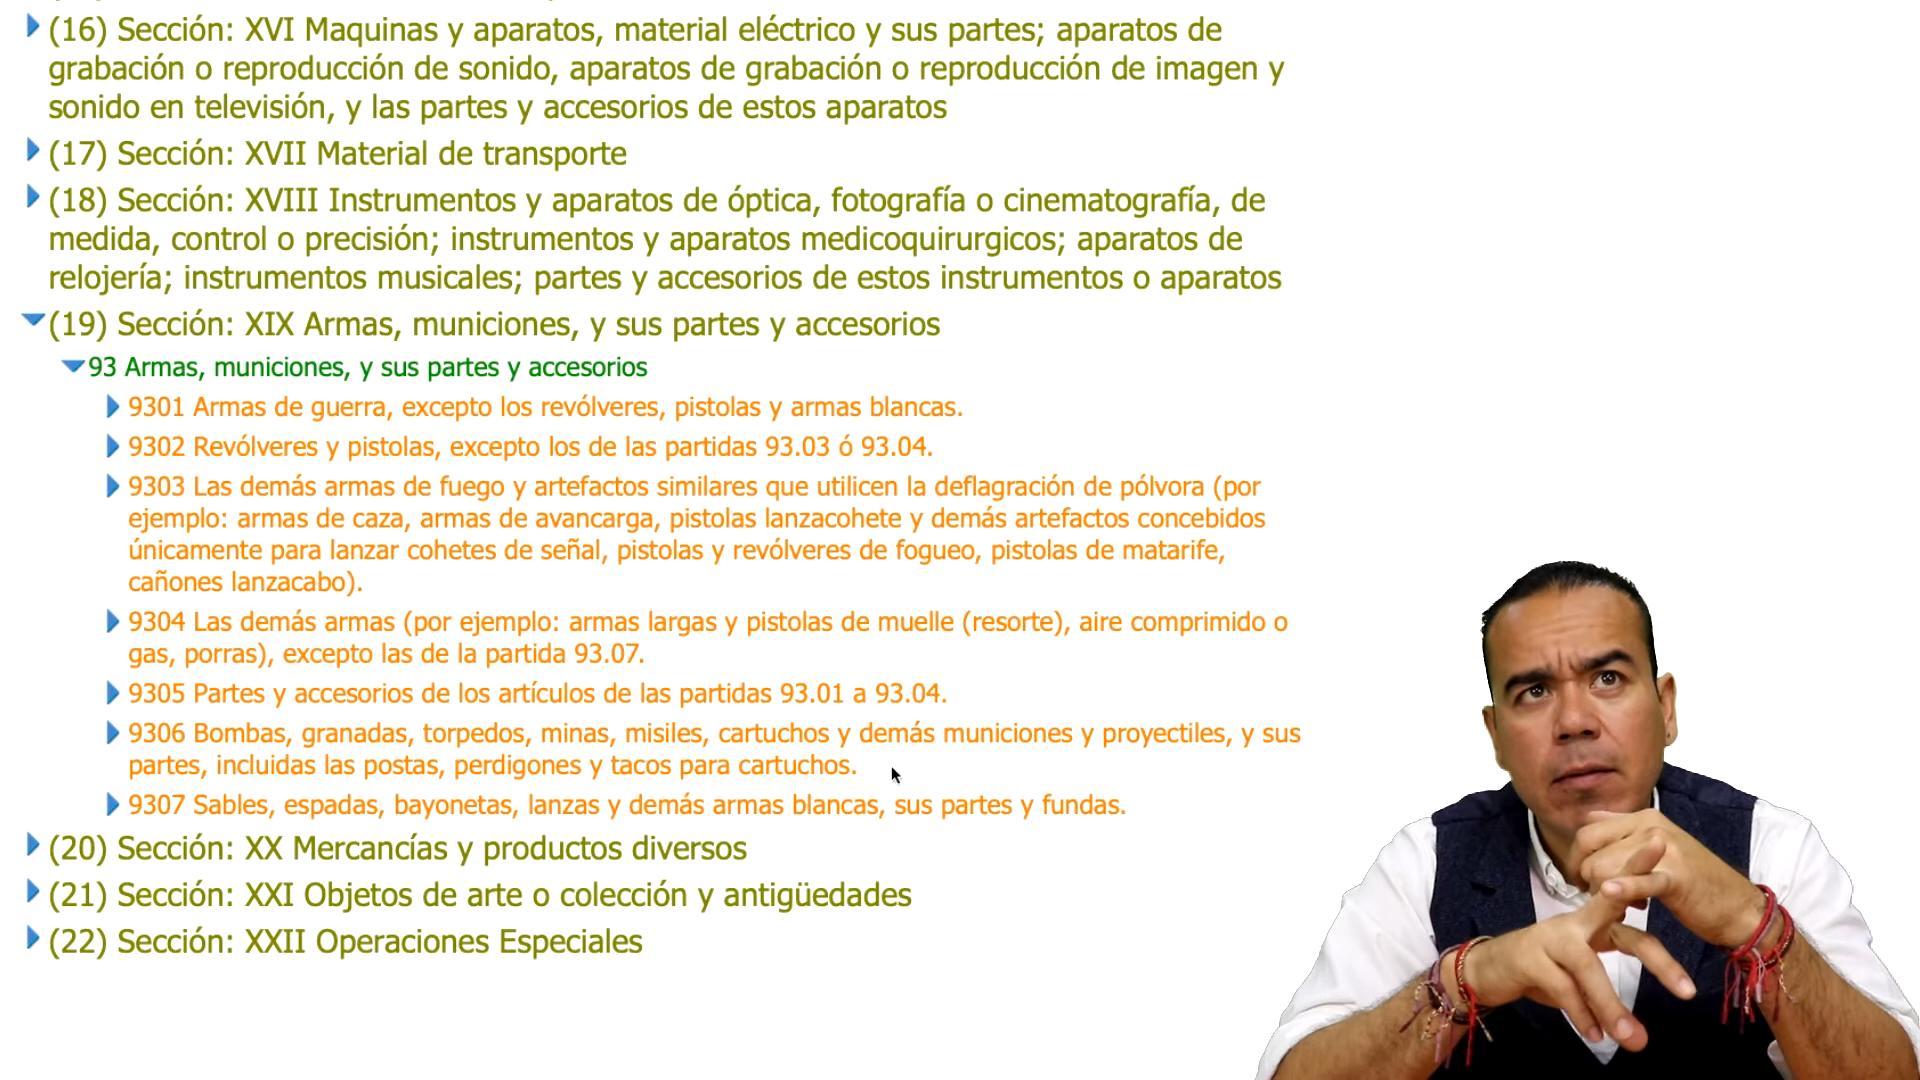 (16) Sección: XVI Maquinas y aparatos, material eléctrico y sus partes; aparatos de
grabación o reproducción de sonido, aparatos de grabación o reproducción de imagen y
sonido en televisión, y las partes y accesorios de estos aparatos
(17) Sección: XVII Material de transporte
(18) Sección: XVIII Instrumentos y aparatos de óptica, fotografía o cinematografía, de
medida, control o precisión; instrumentos y aparatos medicoquirurgicos; aparatos de
relojería; instrumentos musicales; partes y accesorios de estos instrumentos o aparatos
(19) Sección: XIX Armas, municiones, y sus partes y accesorios
93 Armas, municiones, y sus partes y accesorios
9301 Armas de guerra, excepto los revólveres, pistolas y armas blancas.
9302 Revólveres y pistolas, excepto los de las partidas 93.03 ó 93.04.
9303 Las demás armas de fuego y artefactos similares que utilicen la deflagración de pólvora (por
ejemplo: armas de caza, armas de avancarga, pistolas lanzacohete y demás artefactos concebidos
únicamente para lanzar cohetes de señal, pistolas y revólveres de fogueo, pistolas de matarife,
cañones lanzacabo).
9304 Las demás armas (por ejemplo: armas largas y pistolas de muelle (resorte), aire comprimido o
gas, porras), excepto las de la partida 93.07.
9305 Partes y accesorios de los artículos de las partidas 93.01 a 93.04.
9306 Bombas, granadas, torpedos, minas, misiles, cartuchos y demás municiones y proyectiles, y sus
partes, incluidas las postas, perdigones y tacos para cartuchos.
9307 Sables, espadas, bayonetas, lanzas y demás armas blancas, sus partes y fundas.
(20) Sección: XX Mercancías y productos diversos
(21) Sección: XXI Objetos de arte o colección y antigüedades
(22) Sección: XXII Operaciones Especiales